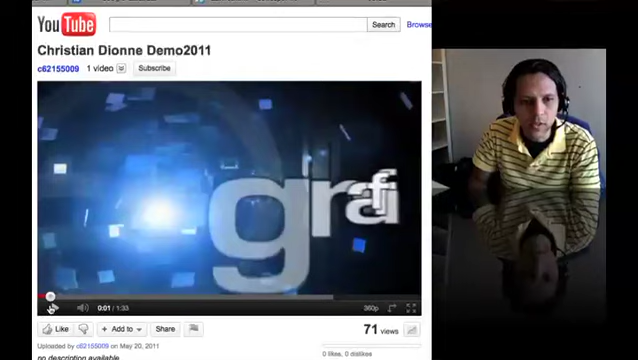 YouTube
Search
Browse
Christian Dionne Demo2011
c62155009 1 video
Subscribe
grafi
0:01 / 1:33
360p
Like
+ Add to
Share
71 views
Uploaded by c62155009 on May 20, 2011
0 likes, 0 dislikes
no description available